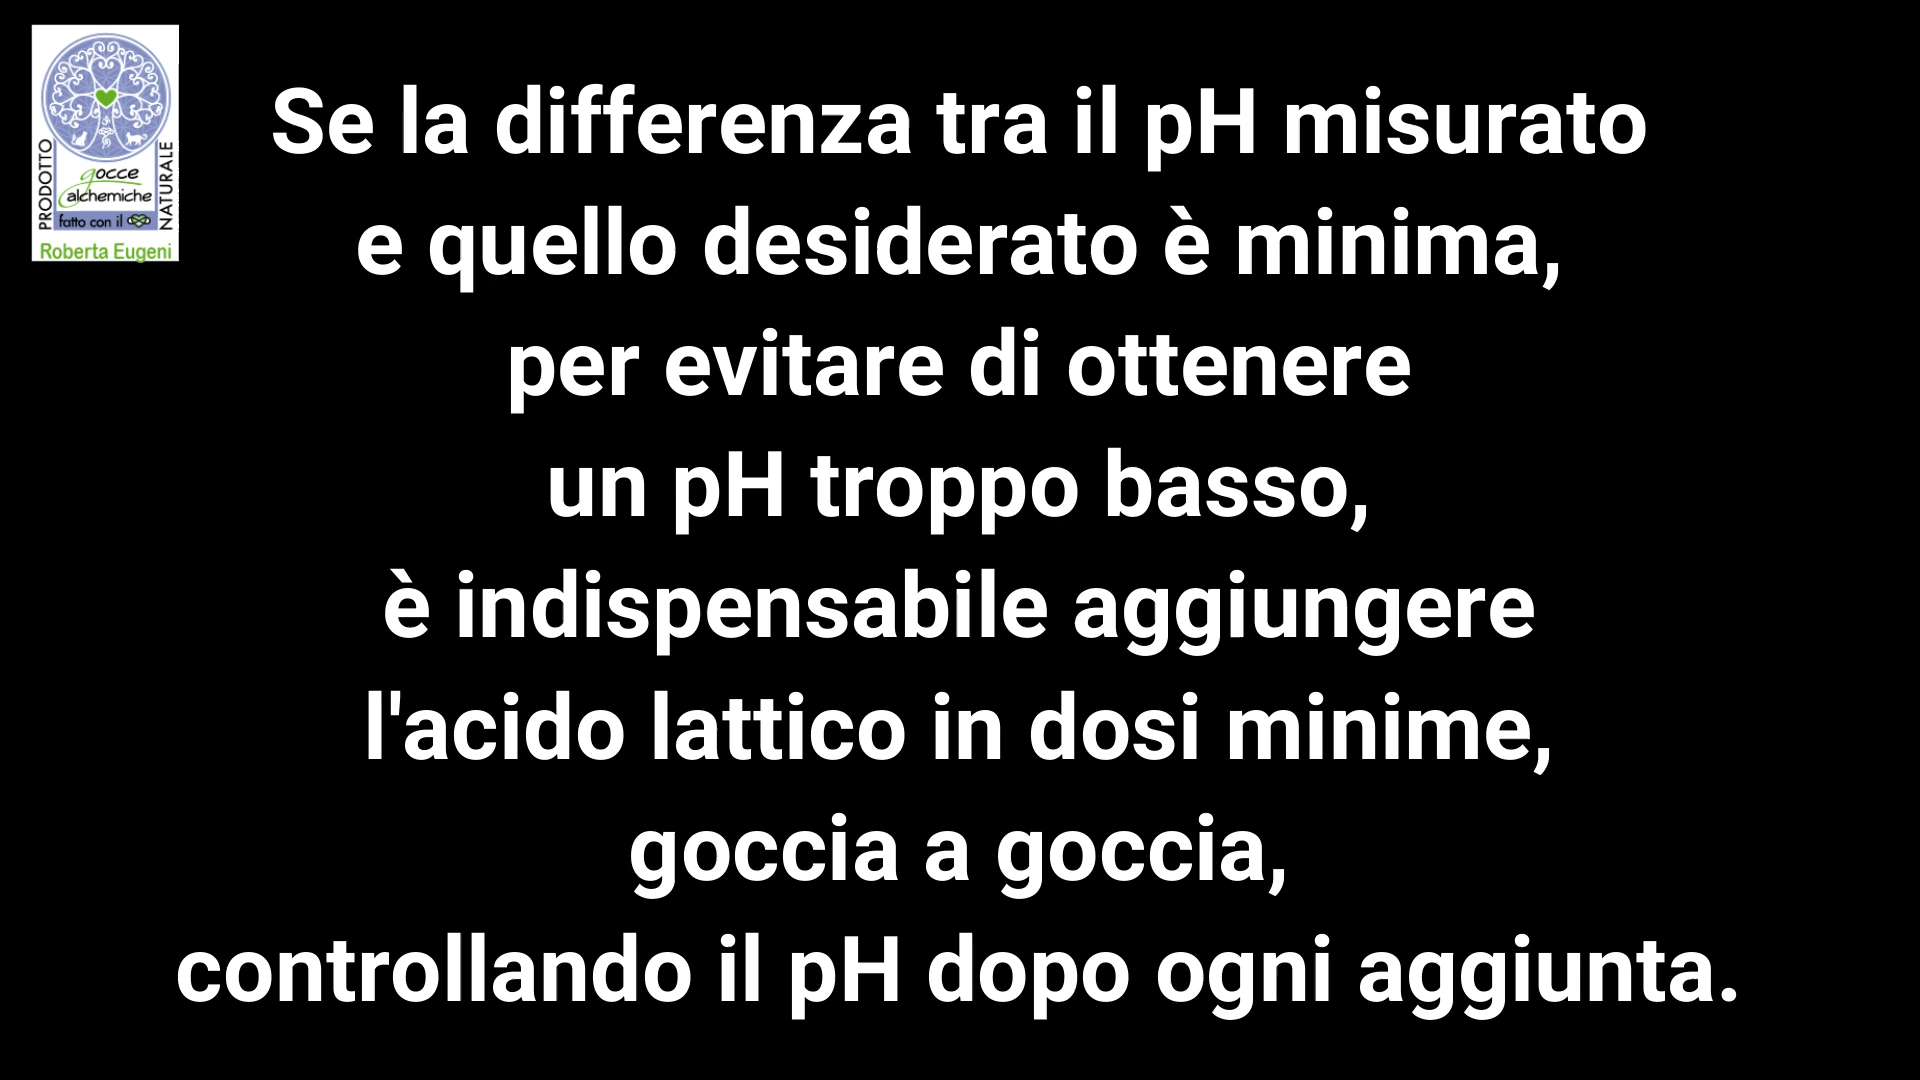 PRODOTTO
NATURALE
gocce
alchemiche
fatto con il
Roberta Eugeni
Se la differenza tra il pH misurato
e quello desiderato è minima,
per evitare di ottenere
un pH troppo basso,
è indispensabile aggiungere
l'acido lattico in dosi minime,
goccia a goccia,
controllando il pH dopo ogni aggiunta.